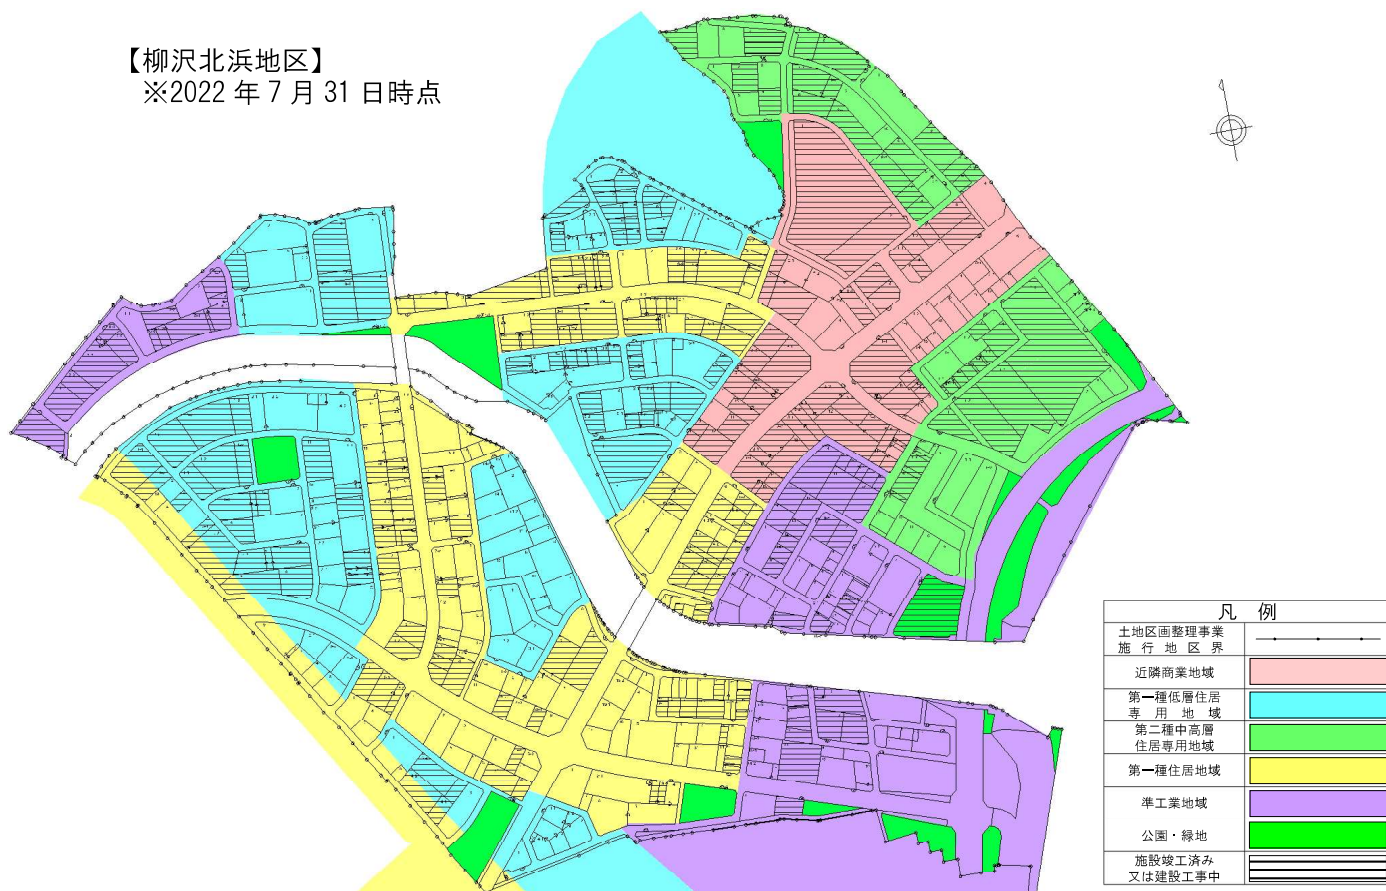 【柳沢北浜地区】
※2022年7月31日時点
凡 例
土地区画整理事業
施 行 地 区 界
近隣商業地域
第一種低層住居
専 用 地 域
第二種中高層
住居専用地域
第一種住居地域
準工業地域
公園・緑地
施設竣工済み
又は建設工事中